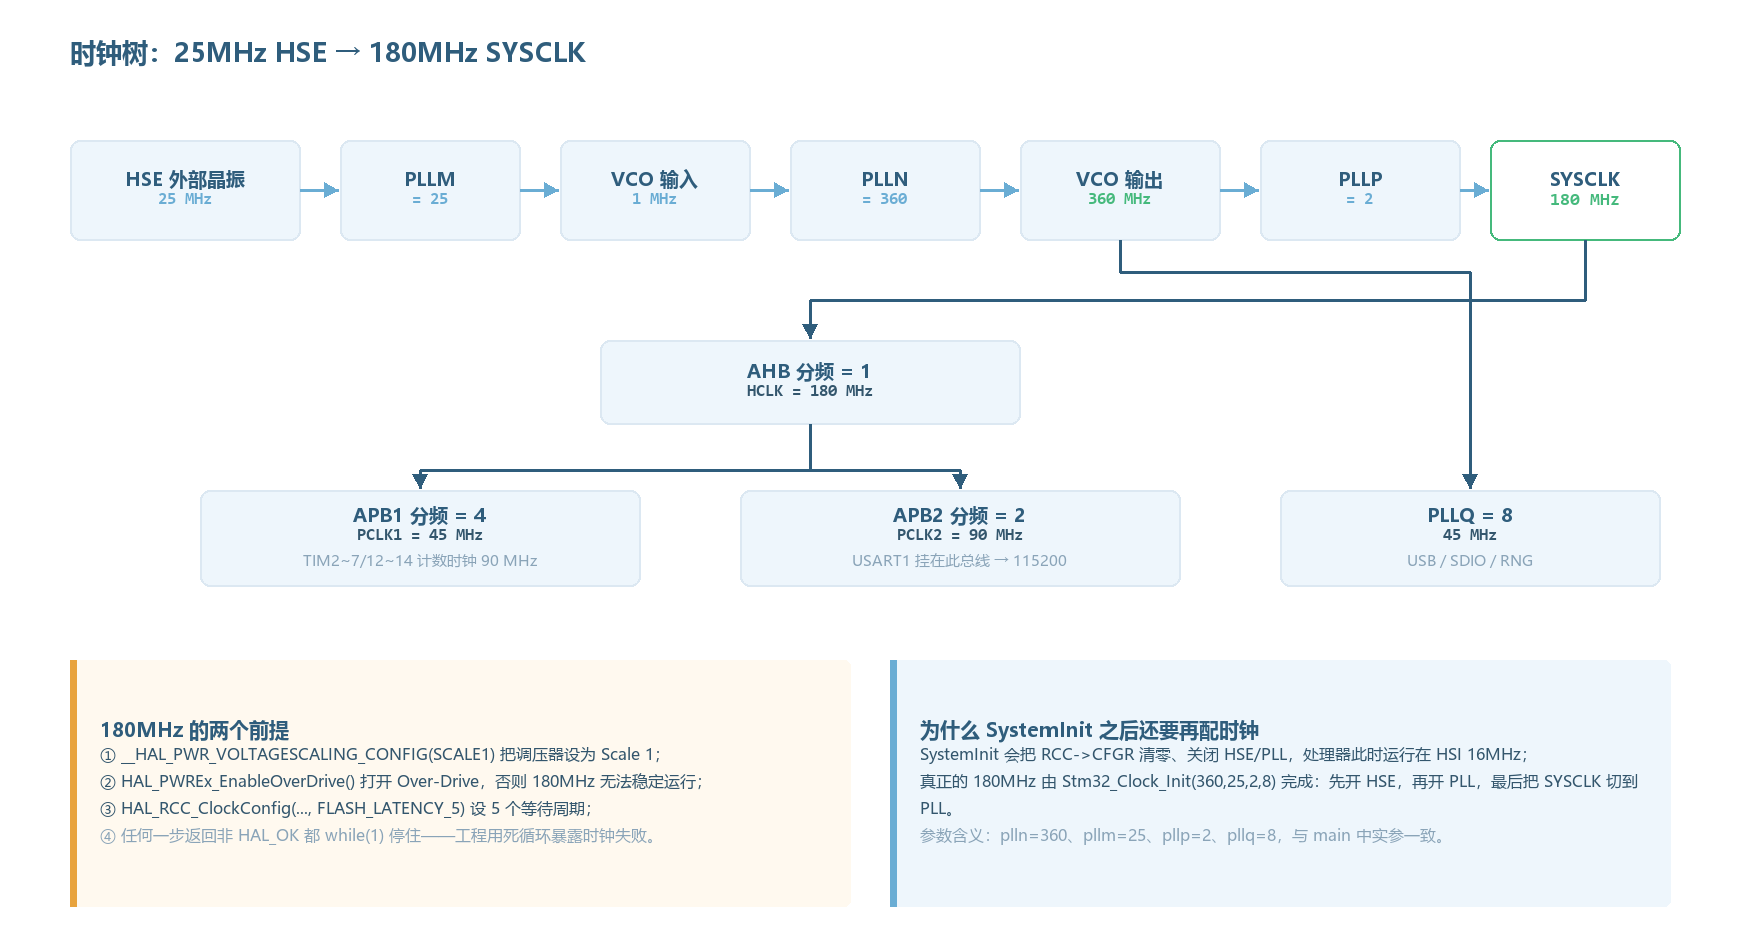 时钟树：25MHz HSE → 180MHz SYSCLK
HSE 外部晶振
25 MHz
PLLM
= 25
VCO 输入
1 MHz
PLLN
= 360
VCO 输出
360 MHz
PLLP
= 2
SYSCLK
180 MHz
AHB 分频 = 1
HCLK = 180 MHz
APB1 分频 = 4
PCLK1 = 45 MHz
TIM2~7/12~14 计数时钟 90 MHz
APB2 分频 = 2
PCLK2 = 90 MHz
USART1 挂在此总线 → 115200
PLLQ = 8
45 MHz
USB / SDIO / RNG
180MHz 的两个前提
① __HAL_PWR_VOLTAGESCALING_CONFIG(SCALE1) 把调压器设为 Scale 1；
② HAL_PWREx_EnableOverDrive() 打开 Over-Drive，否则 180MHz 无法稳定运行；
③ HAL_RCC_ClockConfig(…, FLASH_LATENCY_5) 设 5 个等待周期；
④ 任何一步返回非 HAL_OK 都 while(1) 停住——工程用死循环暴露时钟失败。
为什么 SystemInit 之后还要再配时钟
SystemInit 会把 RCC->CFGR 清零、关闭 HSE/PLL，处理器此时运行在 HSI 16MHz；
真正的 180MHz 由 Stm32_Clock_Init(360,25,2,8) 完成：先开 HSE，再开 PLL，最后把 SYSCLK 切到
PLL。
参数含义：plln=360、pllm=25、pllp=2、pllq=8，与 main 中实参一致。